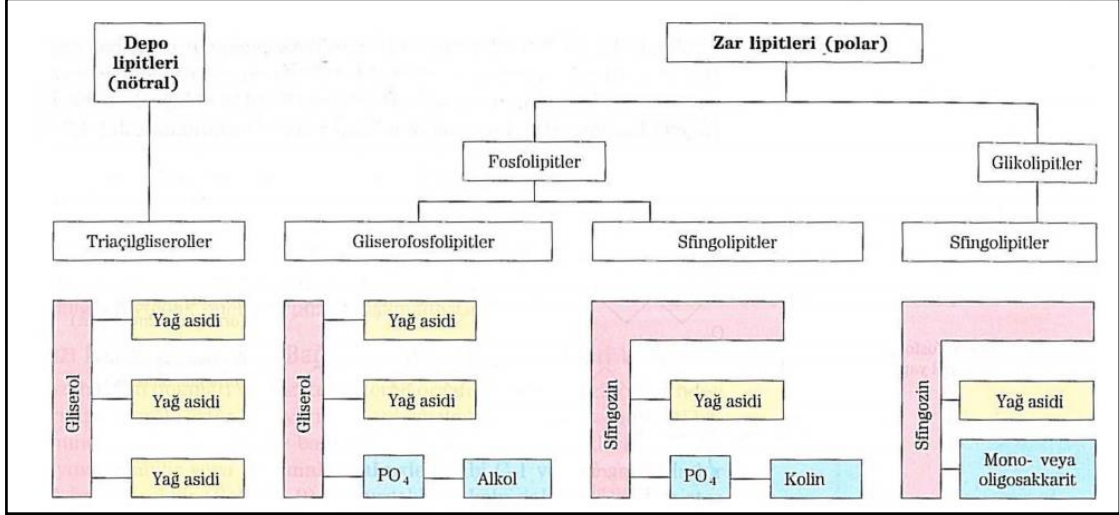 Depo
lipitleri
(nötral)
Zar lipitleri (polar)
Fosfolipitler
Glikolipitler
Triaçilgliseroller
Gliserofosfolipitler
Sfingolipitler
Sfingolipitler
Gliserol
Yağ asidi
Yağ asidi
Yağ asidi
Gliserol
Yağ asidi
Yağ asidi
PO₄
Alkol
Sfingozin
Yağ asidi
PO₄
Kolin
Sfingozin
Yağ asidi
Mono- veya
oligosakkarit